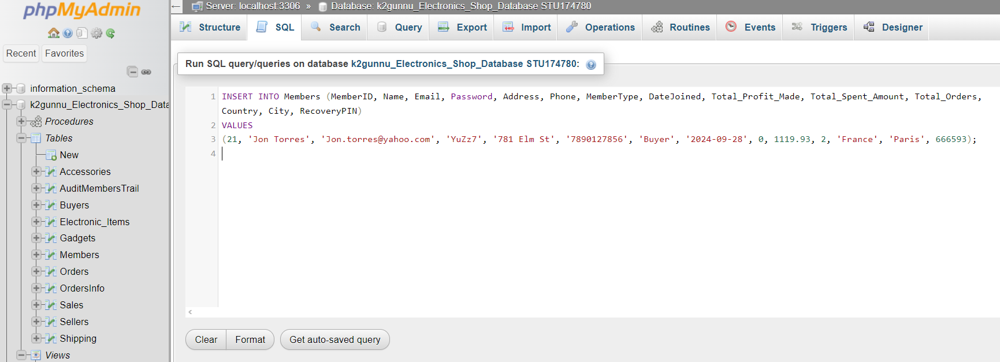 phpMyAdmin
Recent Favorites
information_schema
k2gunnu_Electronics_Shop_Data
Procedures
Tables
New
Accessories
AuditMembersTrail
Buyers
Electronic_Items
Gadgets
Members
Orders
OrdersInfo
Sales
Sellers
Shipping
Views
Server: localhost:3306 » Database: k2gunnu_Electronics_Shop_Database STU174780
Structure SQL Search Query Export Import Operations Routines Events Triggers Designer
Run SQL query/queries on database k2gunnu_Electronics_Shop_Database STU174780:
1 INSERT INTO Members (MemberID, Name, Email, Password, Address, Phone, MemberType, DateJoined, Total_Profit_Made, Total_Spent_Amount, Total_Orders,
Country, City, RecoveryPIN)
2 VALUES
3 (21, 'Jon Torres', 'Jon.torres@yahoo.com', 'YuZz7', '781 Elm St', '7890127856', 'Buyer', '2024-09-28', 0, 1119.93, 2, 'France', 'Paris', 666593);
4
Clear Format Get auto-saved query